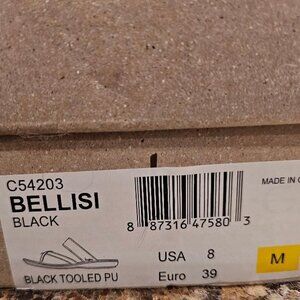 C54203
BELLISI
BLACK
MADE IN
8 87316 47580 3
USA 8
Euro 39
M
BLACK TOOLED PU